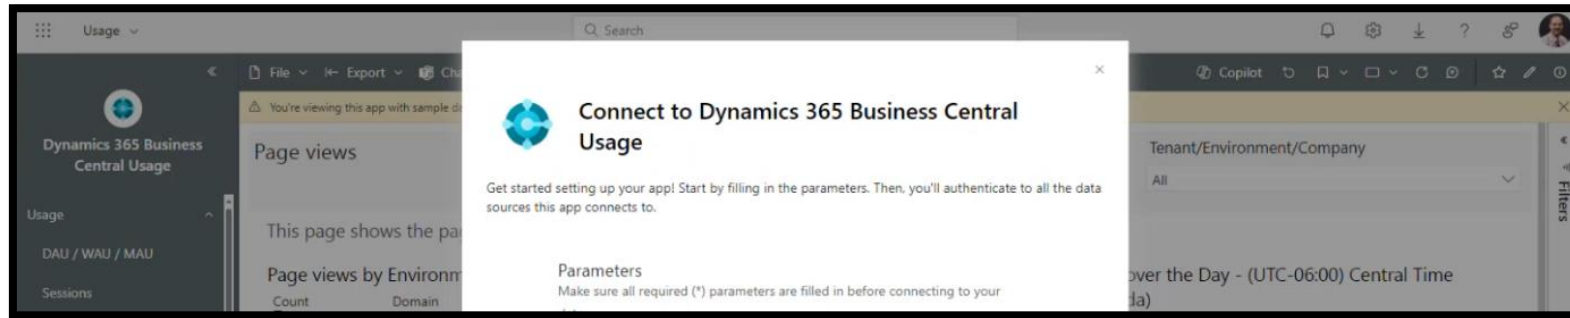 Usage
Search
File
Export
Cha
Copilot
You're viewing this app with sample d
Dynamics 365 Business
Central Usage
Usage
DAU / WAU / MAU
Sessions
Page views
This page shows the pa
Page views by Environm
Count
Domain
Connect to Dynamics 365 Business Central
Usage
Get started setting up your app! Start by filling in the parameters. Then, you'll authenticate to all the data
sources this app connects to.
Parameters
Make sure all required (*) parameters are filled in before connecting to your
Tenant/Environment/Company
All
over the Day - (UTC-06:00) Central Time
da)
Filters